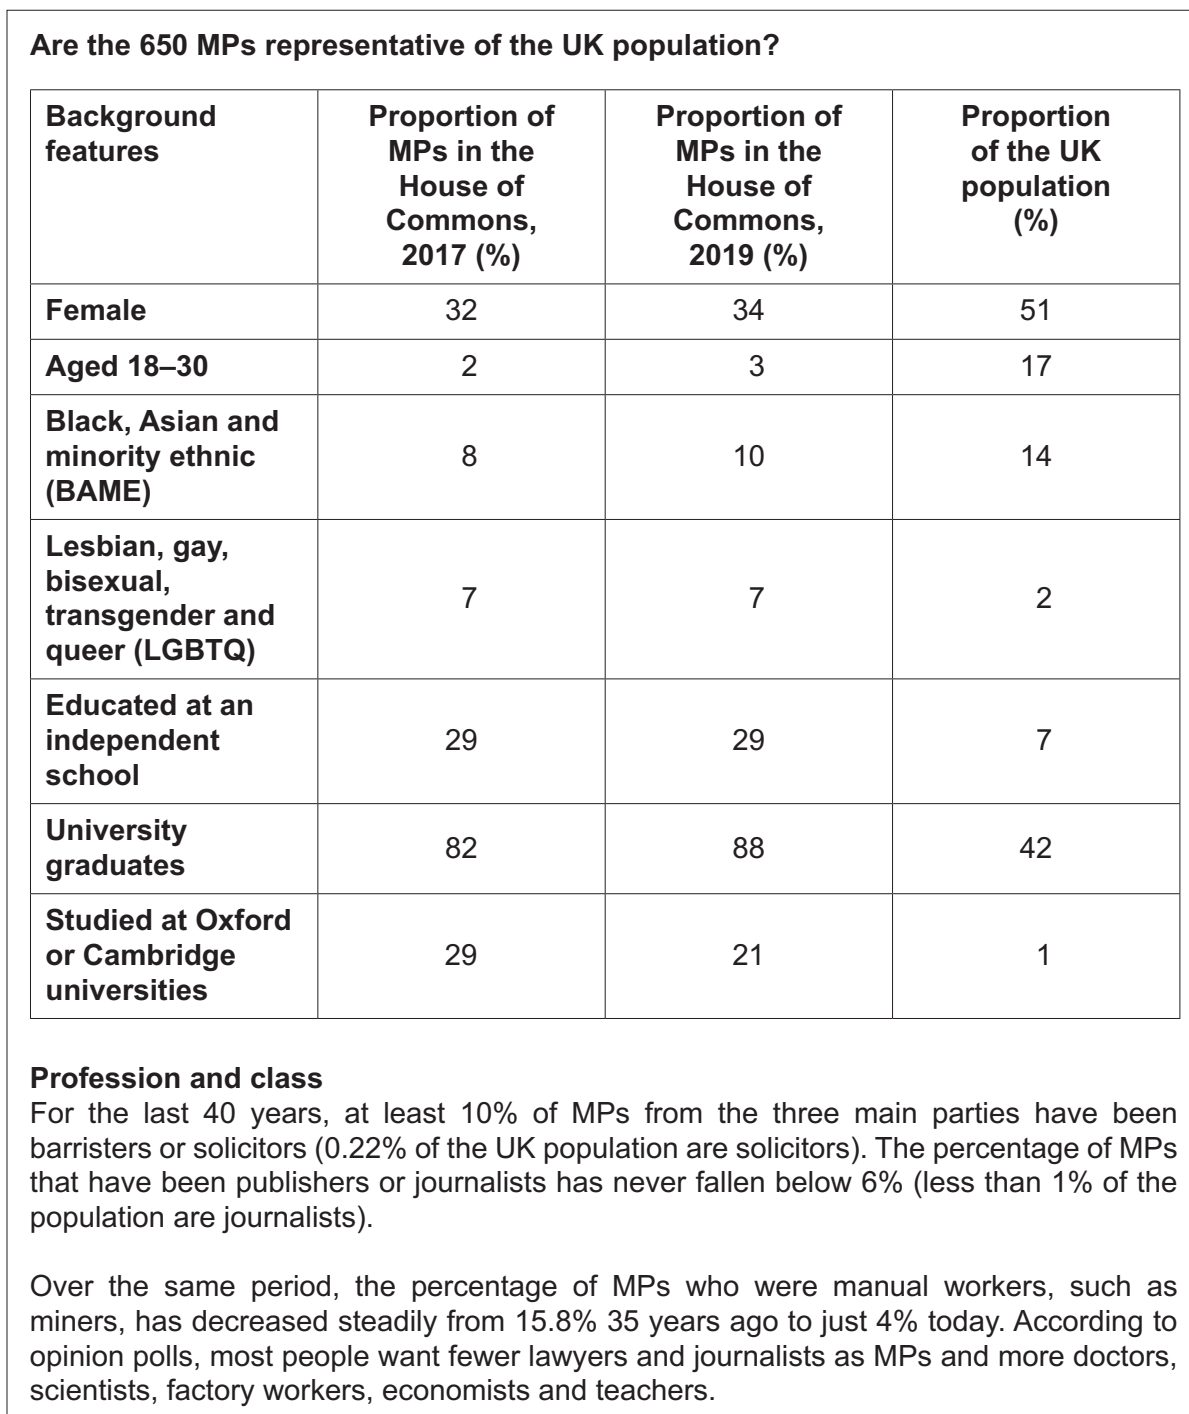 Are the 650 MPs representative of the UK population?
Background features | Proportion of MPs in the House of Commons, 2017 (%) | Proportion of MPs in the House of Commons, 2019 (%) | Proportion of the UK population (%)
Female | 32 | 34 | 51
Aged 18–30 | 2 | 3 | 17
Black, Asian and minority ethnic (BAME) | 8 | 10 | 14
Lesbian, gay, bisexual, transgender and queer (LGBTQ) | 7 | 7 | 2
Educated at an independent school | 29 | 29 | 7
University graduates | 82 | 88 | 42
Studied at Oxford or Cambridge universities | 29 | 21 | 1
Profession and class
For the last 40 years, at least 10% of MPs from the three main parties have been
barristers or solicitors (0.22% of the UK population are solicitors). The percentage of MPs
that have been publishers or journalists has never fallen below 6% (less than 1% of the
population are journalists).
Over the same period, the percentage of MPs who were manual workers, such as
miners, has decreased steadily from 15.8% 35 years ago to just 4% today. According to
opinion polls, most people want fewer lawyers and journalists as MPs and more doctors,
scientists, factory workers, economists and teachers.